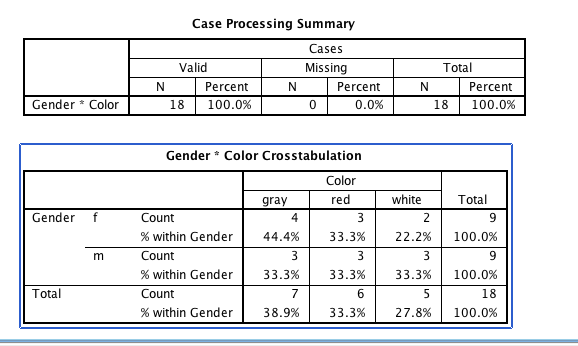 Case Processing Summary
Cases
Valid Missing Total
N Percent N Percent N Percent
Gender * Color 18 100.0% 0 0.0% 18 100.0%
Gender * Color Crosstabulation
Color
gray red white Total
Gender f Count 4 3 2 9
% within Gender 44.4% 33.3% 22.2% 100.0%
m Count 3 3 3 9
% within Gender 33.3% 33.3% 33.3% 100.0%
Total Count 7 6 5 18
% within Gender 38.9% 33.3% 27.8% 100.0%